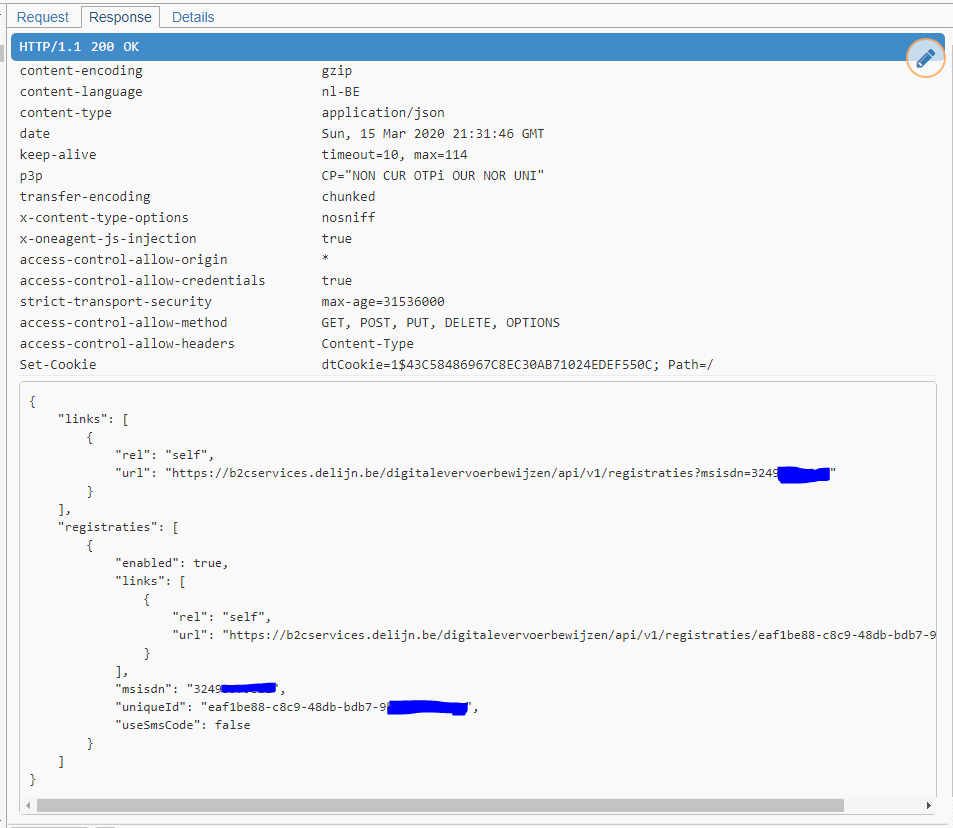 Request Response Details
HTTP/1.1 200 OK
content-encoding gzip
content-language nl-BE
content-type application/json
date Sun, 15 Mar 2020 21:31:46 GMT
keep-alive timeout=10, max=114
p3p CP="NON CUR OTPi OUR NOR UNI"
transfer-encoding chunked
x-content-type-options nosniff
x-oneagent-js-injection true
access-control-allow-origin *
access-control-allow-credentials true
strict-transport-security max-age=31536000
access-control-allow-method GET, POST, PUT, DELETE, OPTIONS
access-control-allow-headers Content-Type
Set-Cookie dtCookie=1$43C58486967C8EC30AB71024EDEF550C; Path=/
{
"links": [
{
"rel": "self",
"url": "https://b2cservices.delijn.be/digitalevervoerbewijzen/api/v1/registraties?msisdn=3249"
}
],
"registraties": [
{
"enabled": true,
"links": [
{
"rel": "self",
"url": "https://b2cservices.delijn.be/digitalevervoerbewijzen/api/v1/registraties/eaf1be88-c8c9-48db-bdb7-9
}
],
"msisdn": "3249",
"uniqueId": "eaf1be88-c8c9-48db-bdb7-9",
"useSmsCode": false
}
]
}